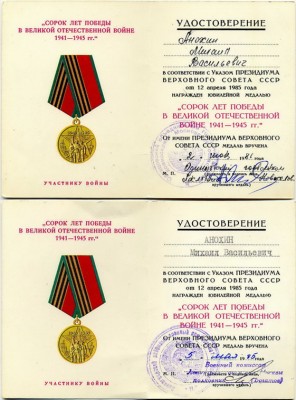 "СОРОК ЛЕТ ПОБЕДЫ
В ВЕЛИКОЙ ОТЕЧЕСТВЕННОЙ ВОЙНЕ
1941—1945 гг."
УЧАСТНИКУ ВОЙНЫ
УДОСТОВЕРЕНИЕ
Анохин
Михаил
Васильевич
В СООТВЕТСТВИИ с Указом ПРЕЗИДИУМА
ВЕРХОВНОГО СОВЕТА СССР
от 12 апреля 1985 года
НАГРАЖДЕН ЮБИЛЕЙНОЙ МЕДАЛЬЮ
"СОРОК ЛЕТ ПОБЕДЫ
В ВЕЛИКОЙ ОТЕЧЕСТВЕННОЙ
ВОЙНЕ 1941—1945 гг."
От имени ПРЕЗИДИУМА ВЕРХОВНОГО
СОВЕТА СССР МЕДАЛЬ ВРУЧЕНА
М. П.
"СОРОК ЛЕТ ПОБЕДЫ
В ВЕЛИКОЙ ОТЕЧЕСТВЕННОЙ ВОЙНЕ
1941—1945 гг."
УЧАСТНИКУ ВОЙНЫ
УДОСТОВЕРЕНИЕ
АНОХИН
Михаил Васильевич
В СООТВЕТСТВИИ с Указом ПРЕЗИДИУМА
ВЕРХОВНОГО СОВЕТА СССР
от 12 апреля 1985 года
НАГРАЖДЕН ЮБИЛЕЙНОЙ МЕДАЛЬЮ
"СОРОК ЛЕТ ПОБЕДЫ
В ВЕЛИКОЙ ОТЕЧЕСТВЕННОЙ
ВОЙНЕ 1941—1945 гг."
От имени ПРЕЗИДИУМА ВЕРХОВНОГО
СОВЕТА СССР МЕДАЛЬ ВРУЧЕНА
5
Военный комиссар
М. П.
полковник